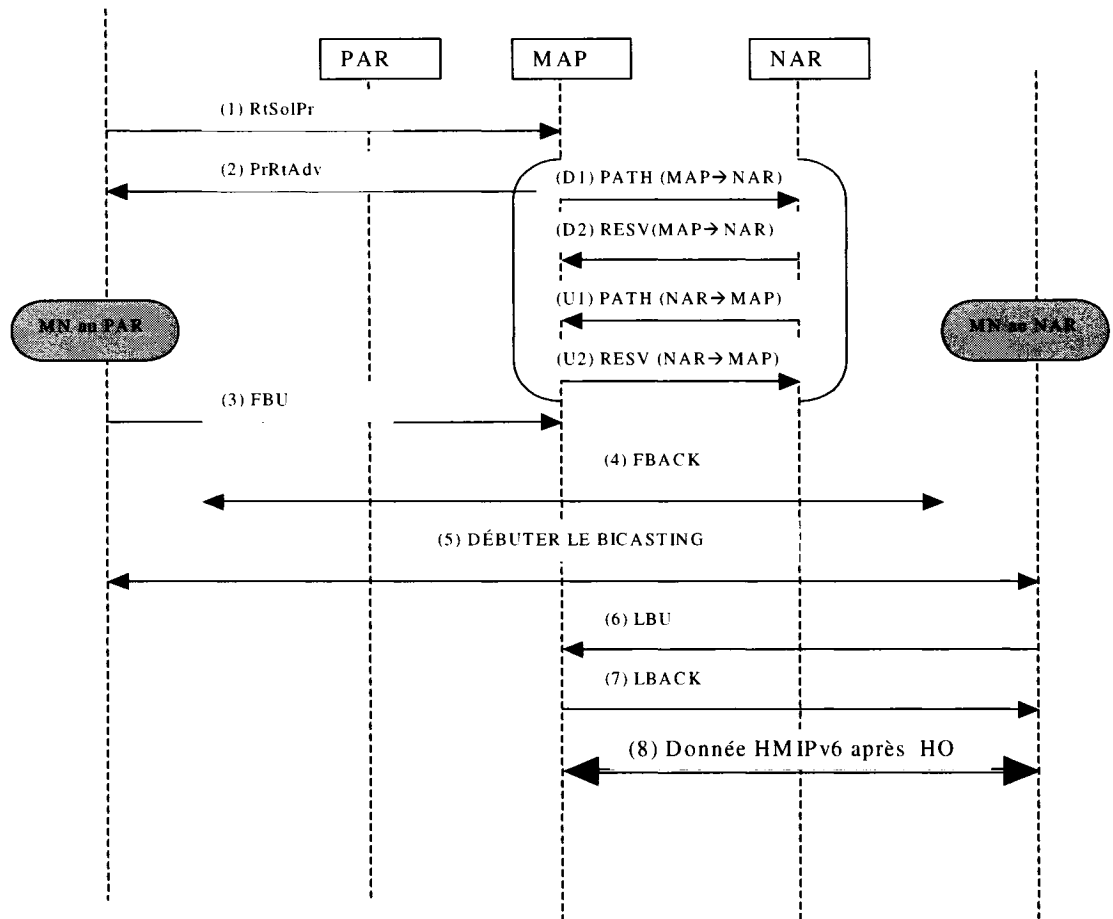 PAR
MAP
NAR
(1) RtSolPr
(2) PrRtAdv
(D1) PATH (MAP→NAR)
(D2) RESV(MAP→NAR)
(U1) PATH (NAR→MAP)
MN au PAR
MN au NAR
(U2) RESV (NAR→MAP)
(3) FBU
(4) FBACK
(5) DÉBUTER LE BICASTING
(6) LBU
(7) LBACK
(8) Donnée HMIPv6 après HO